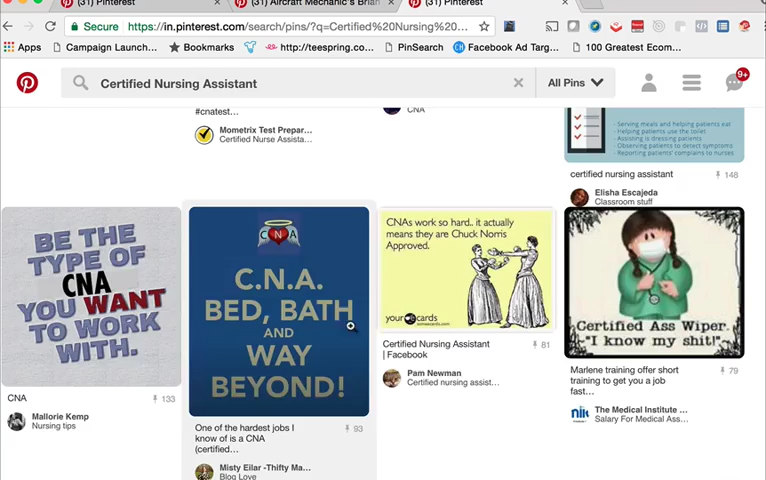 (31) Pinterest
(31) Aircraft Mechanic's Brian
(31) Pinterest
Secure
https://in.pinterest.com/search/pins/?q=Certified%20Nursing%20...
Apps
Campaign Launch...
Bookmarks
http://teespring.c...
PinSearch
Facebook Ad Targ...
100 Greatest Ecom...
Certified Nursing Assistant
All Pins
9+
#cnatest...
Mometrix Test Prepar...
Certified Nurse Assista...
CNA
- Serving meals and helping patients eat
- Helping patients use the toilet
- Assisting is dressing patients
- Observing patients to detect symptoms
- Reporting patients' complains to nurses
certified nursing assistant
148
Elisha Escajeda
Classroom stuff
BE THE
TYPE OF
CNA
YOU WANT
TO WORK
WITH.
CNA
133
Mallorie Kemp
Nursing tips
CNA
C.N.A.
BED, BATH
AND
WAY
BEYOND!
One of the hardest jobs I
know of is a CNA
(certified...
93
Misty Eilar -Thifty Ma...
Blog Love
CNAs work so hard.. it actually
means they are Chuck Norris
Approved.
your e cards
someecards.com
Certified Nursing Assistant
| Facebook
81
Pam Newman
Certified nursing assist...
Certified Ass Wiper.
"I know my shit!"
Marlene training offer short
training to get you a job
fast...
79
The Medical Institute ...
Salary For Medical Ass...